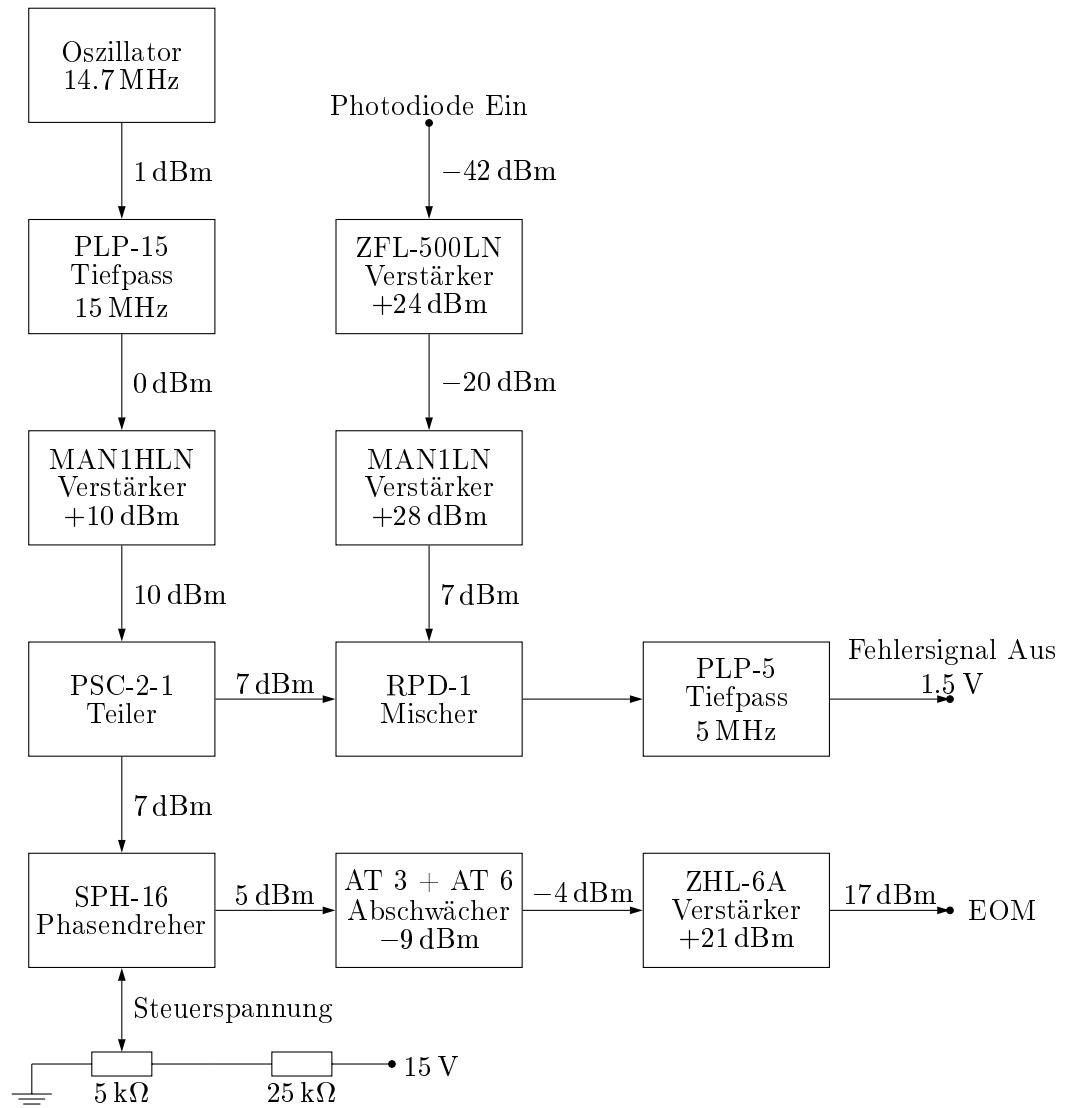 Oszillator
14.7 MHz
Photodiode Ein
1 dBm
−42 dBm
PLP-15
Tiefpass
15 MHz
ZFL-500LN
Verstärker
+24 dBm
0 dBm
−20 dBm
MAN1HLN
Verstärker
+10 dBm
MAN1LN
Verstärker
+28 dBm
10 dBm
7 dBm
PSC-2-1
Teiler
7 dBm
RPD-1
Mischer
PLP-5
Tiefpass
5 MHz
Fehlersignal Aus
1.5 V
7 dBm
SPH-16
Phasendreher
5 dBm
AT 3 + AT 6
Abschwächer
−9 dBm
−4 dBm
ZHL-6A
Verstärker
+21 dBm
17 dBm
EOM
Steuerspannung
15 V
5 kΩ
25 kΩ